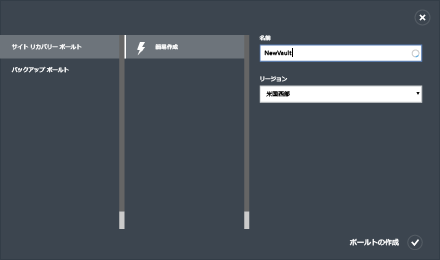 サイト リカバリー ボールト
バックアップ ボールト
簡易作成
名前
NewVault
リージョン
米国西部
ボールトの作成